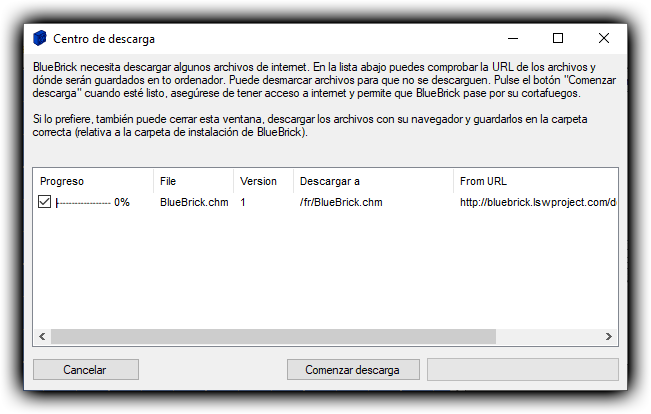 Centro de descarga
BlueBrick necesita descargar algunos archivos de internet. En la lista abajo puedes comprobar la URL de los archivos y
dónde serán guardados en to ordenador. Puede desmarcar archivos para que no se descarguen. Pulse el botón "Comenzar
descarga" cuando esté listo, asegúrese de tener acceso a internet y permite que BlueBrick pase por su cortafuegos.
Si lo prefiere, también puede cerrar esta ventana, descargar los archivos con su navegador y guardarlos en la carpeta
correcta (relativa a la carpeta de instalación de BlueBrick).
Progreso File Version Descargar a From URL
0% BlueBrick.chm 1 /fr/BlueBrick.chm http://bluebrick.lswproject.com/d
Cancelar Comenzar descarga